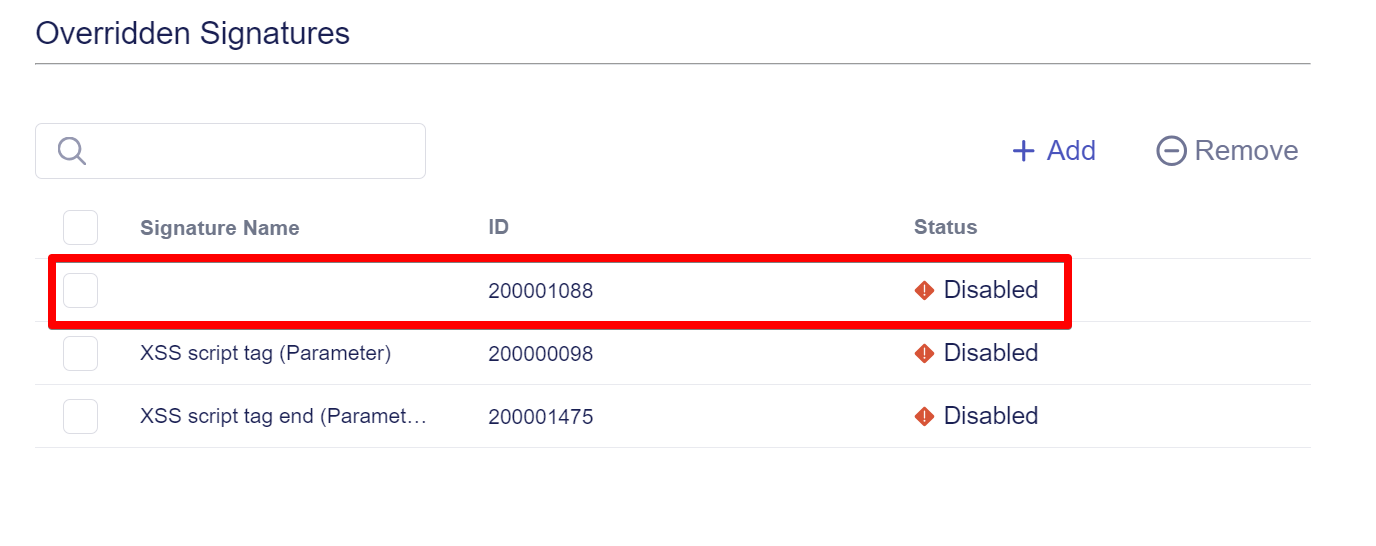 Overridden Signatures
Add Remove
Signature Name ID Status
200001088 Disabled
XSS script tag (Parameter) 200000098 Disabled
XSS script tag end (Paramet… 200001475 Disabled